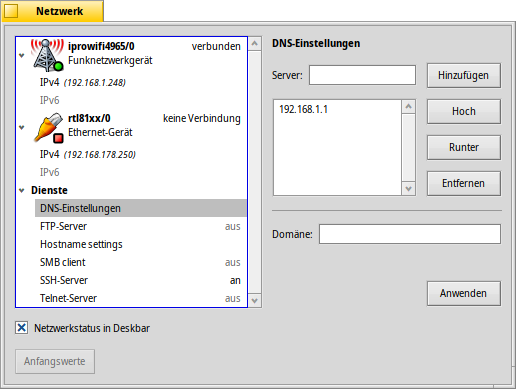 Netzwerk
iprowifi4965/0 verbunden
Funknetzwerkgerät
IPv4 (192.168.1.248)
IPv6
rtl81xx/0 keine Verbindung
Ethernet-Gerät
IPv4 (192.168.178.250)
IPv6
Dienste
DNS-Einstellungen
FTP-Server aus
Hostname settings
SMB client aus
SSH-Server an
Telnet-Server aus
Netzwerkstatus in Deskbar
Anfangswerte
DNS-Einstellungen
Server: Hinzufügen
192.168.1.1
Hoch
Runter
Entfernen
Domäne:
Anwenden